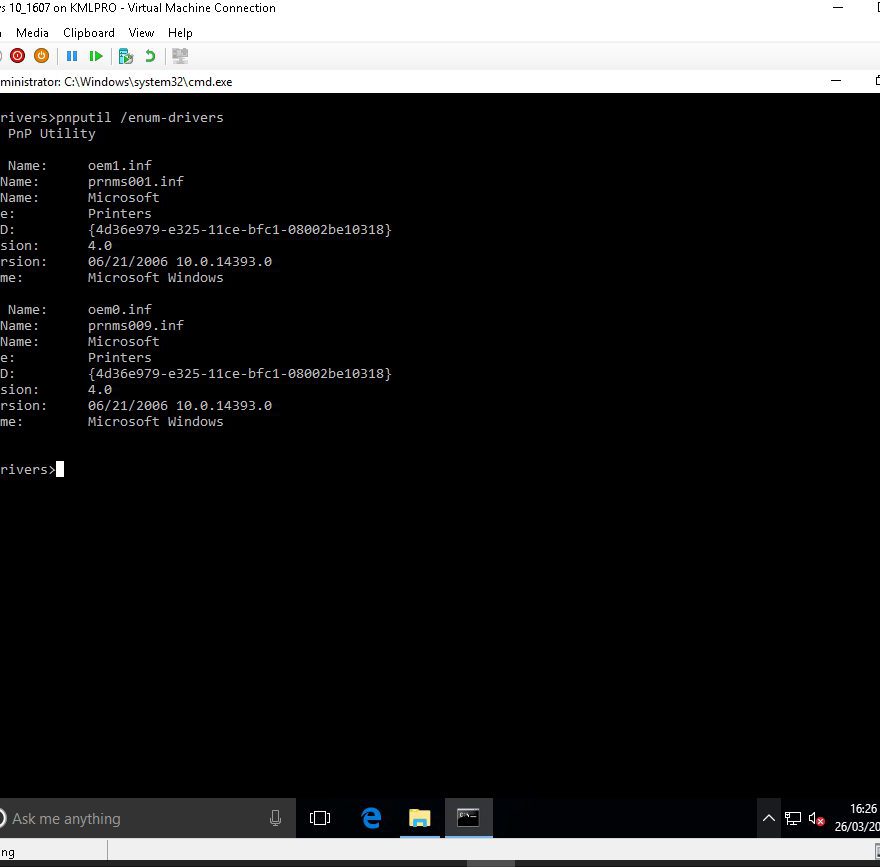 s 10_1607 on KMLPRO - Virtual Machine Connection
Media Clipboard View Help
ministrator: C:\Windows\system32\cmd.exe
rivers>pnputil /enum-drivers
PnP Utility
Name: oem1.inf
Name: prnms001.inf
Name: Microsoft
e: Printers
D: {4d36e979-e325-11ce-bfc1-08002be10318}
sion: 4.0
rsion: 06/21/2006 10.0.14393.0
me: Microsoft Windows
Name: oem0.inf
Name: prnms009.inf
Name: Microsoft
e: Printers
D: {4d36e979-e325-11ce-bfc1-08002be10318}
sion: 4.0
rsion: 06/21/2006 10.0.14393.0
me: Microsoft Windows
rivers>
Ask me anything
16:26
26/03/20
ng